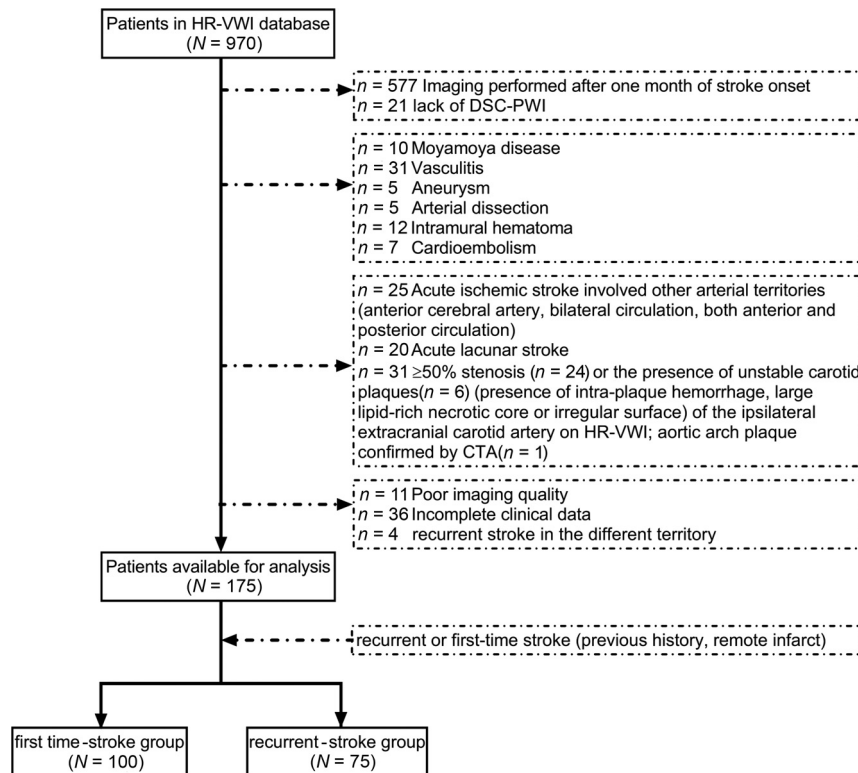 Patients in HR-VWI database
(N = 970)
n = 577 Imaging performed after one month of stroke onset
n = 21 lack of DSC-PWI
n = 10 Moyamoya disease
n = 31 Vasculitis
n = 5 Aneurysm
n = 5 Arterial dissection
n = 12 Intramural hematoma
n = 7 Cardioembolism
n = 25 Acute ischemic stroke involved other arterial territories
(anterior cerebral artery, bilateral circulation, both anterior and
posterior circulation)
n = 20 Acute lacunar stroke
n = 31 ≥50% stenosis (n = 24) or the presence of unstable carotid
plaques(n = 6) (presence of intra-plaque hemorrhage, large
lipid-rich necrotic core or irregular surface) of the ipsilateral
extracranial carotid artery on HR-VWI; aortic arch plaque
confirmed by CTA(n = 1)
n = 11 Poor imaging quality
n = 36 Incomplete clinical data
n = 4 recurrent stroke in the different territory
Patients available for analysis
(N = 175)
recurrent or first-time stroke (previous history, remote infarct)
first time-stroke group
(N = 100)
recurrent-stroke group
(N = 75)